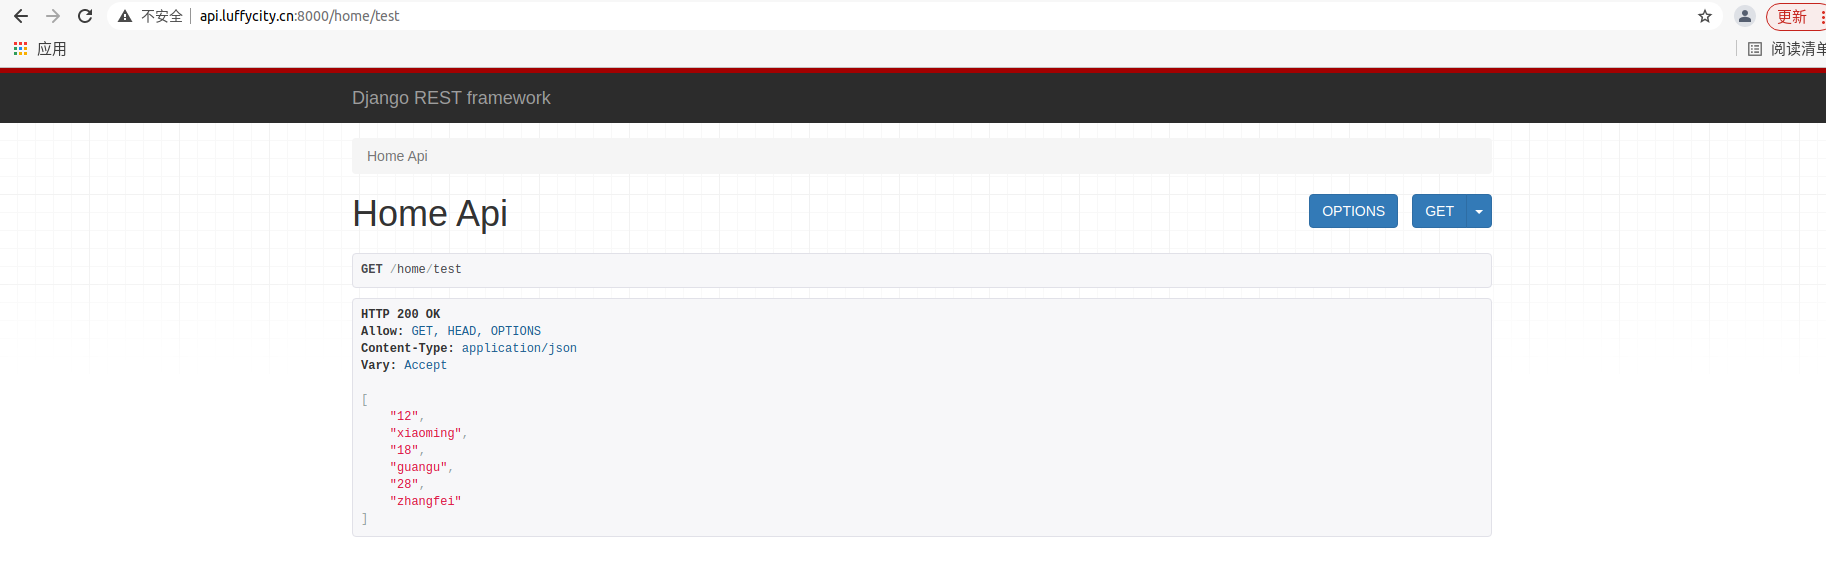 不安全 api.luffycity.cn:8000/home/test 更新
应用 阅读清单
Django REST framework
Home Api
Home Api OPTIONS GET
GET /home/test
HTTP 200 OK
Allow: GET, HEAD, OPTIONS
Content-Type: application/json
Vary: Accept
[
"12",
"xiaoming",
"18",
"guangu",
"28",
"zhangfei"
]